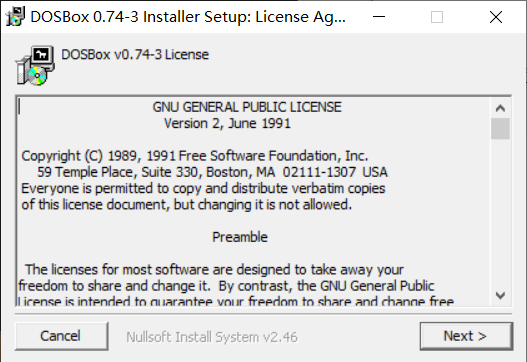 DOSBox 0.74-3 Installer Setup: License Ag...
DOSBox v0.74-3 License
GNU GENERAL PUBLIC LICENSE
Version 2, June 1991
Copyright (C) 1989, 1991 Free Software Foundation, Inc.
59 Temple Place, Suite 330, Boston, MA 02111-1307 USA
Everyone is permitted to copy and distribute verbatim copies
of this license document, but changing it is not allowed.
Preamble
The licenses for most software are designed to take away your
freedom to share and change it. By contrast, the GNU General Public
License is intended to guarantee your freedom to share and change free
Cancel
Nullsoft Install System v2.46
Next >